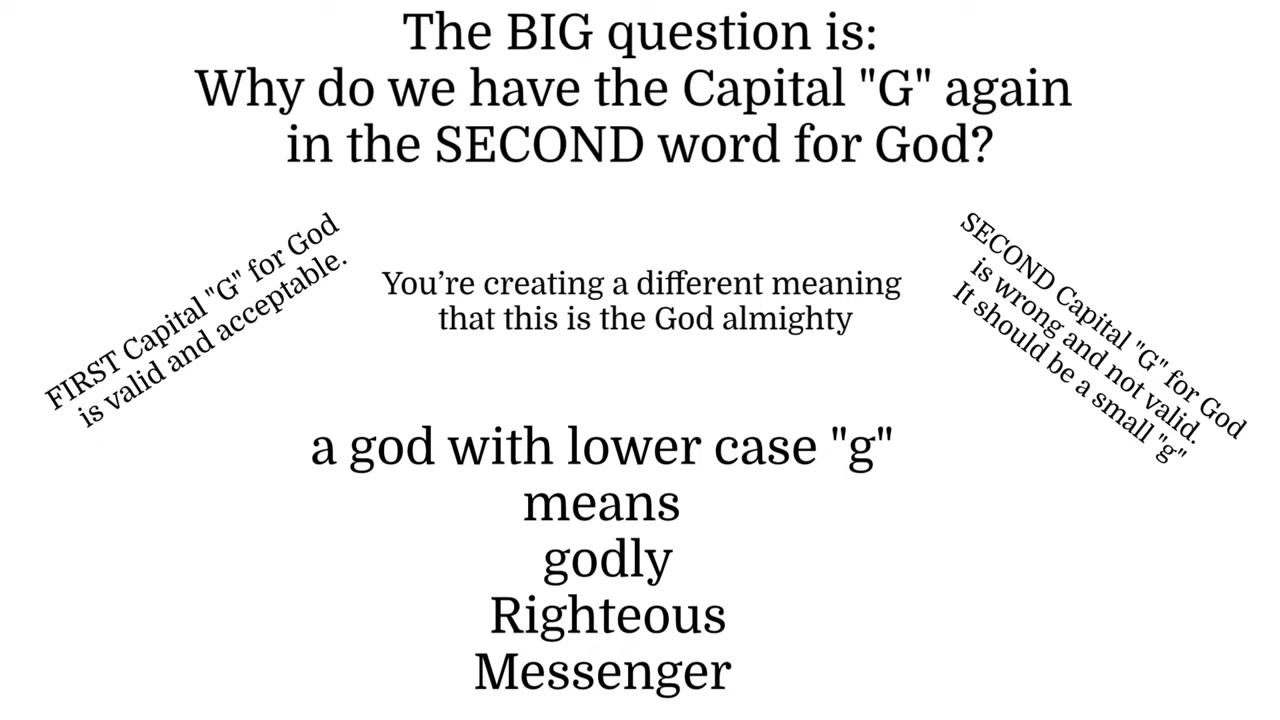 The BIG question is:
Why do we have the Capital "G" again
in the SECOND word for God?
FIRST Capital "G" for God
is valid and acceptable.
You’re creating a different meaning
that this is the God almighty
SECOND Capital "G" for God
is wrong and not valid.
It should be a small "g"
a god with lower case "g"
means
godly
Righteous
Messenger